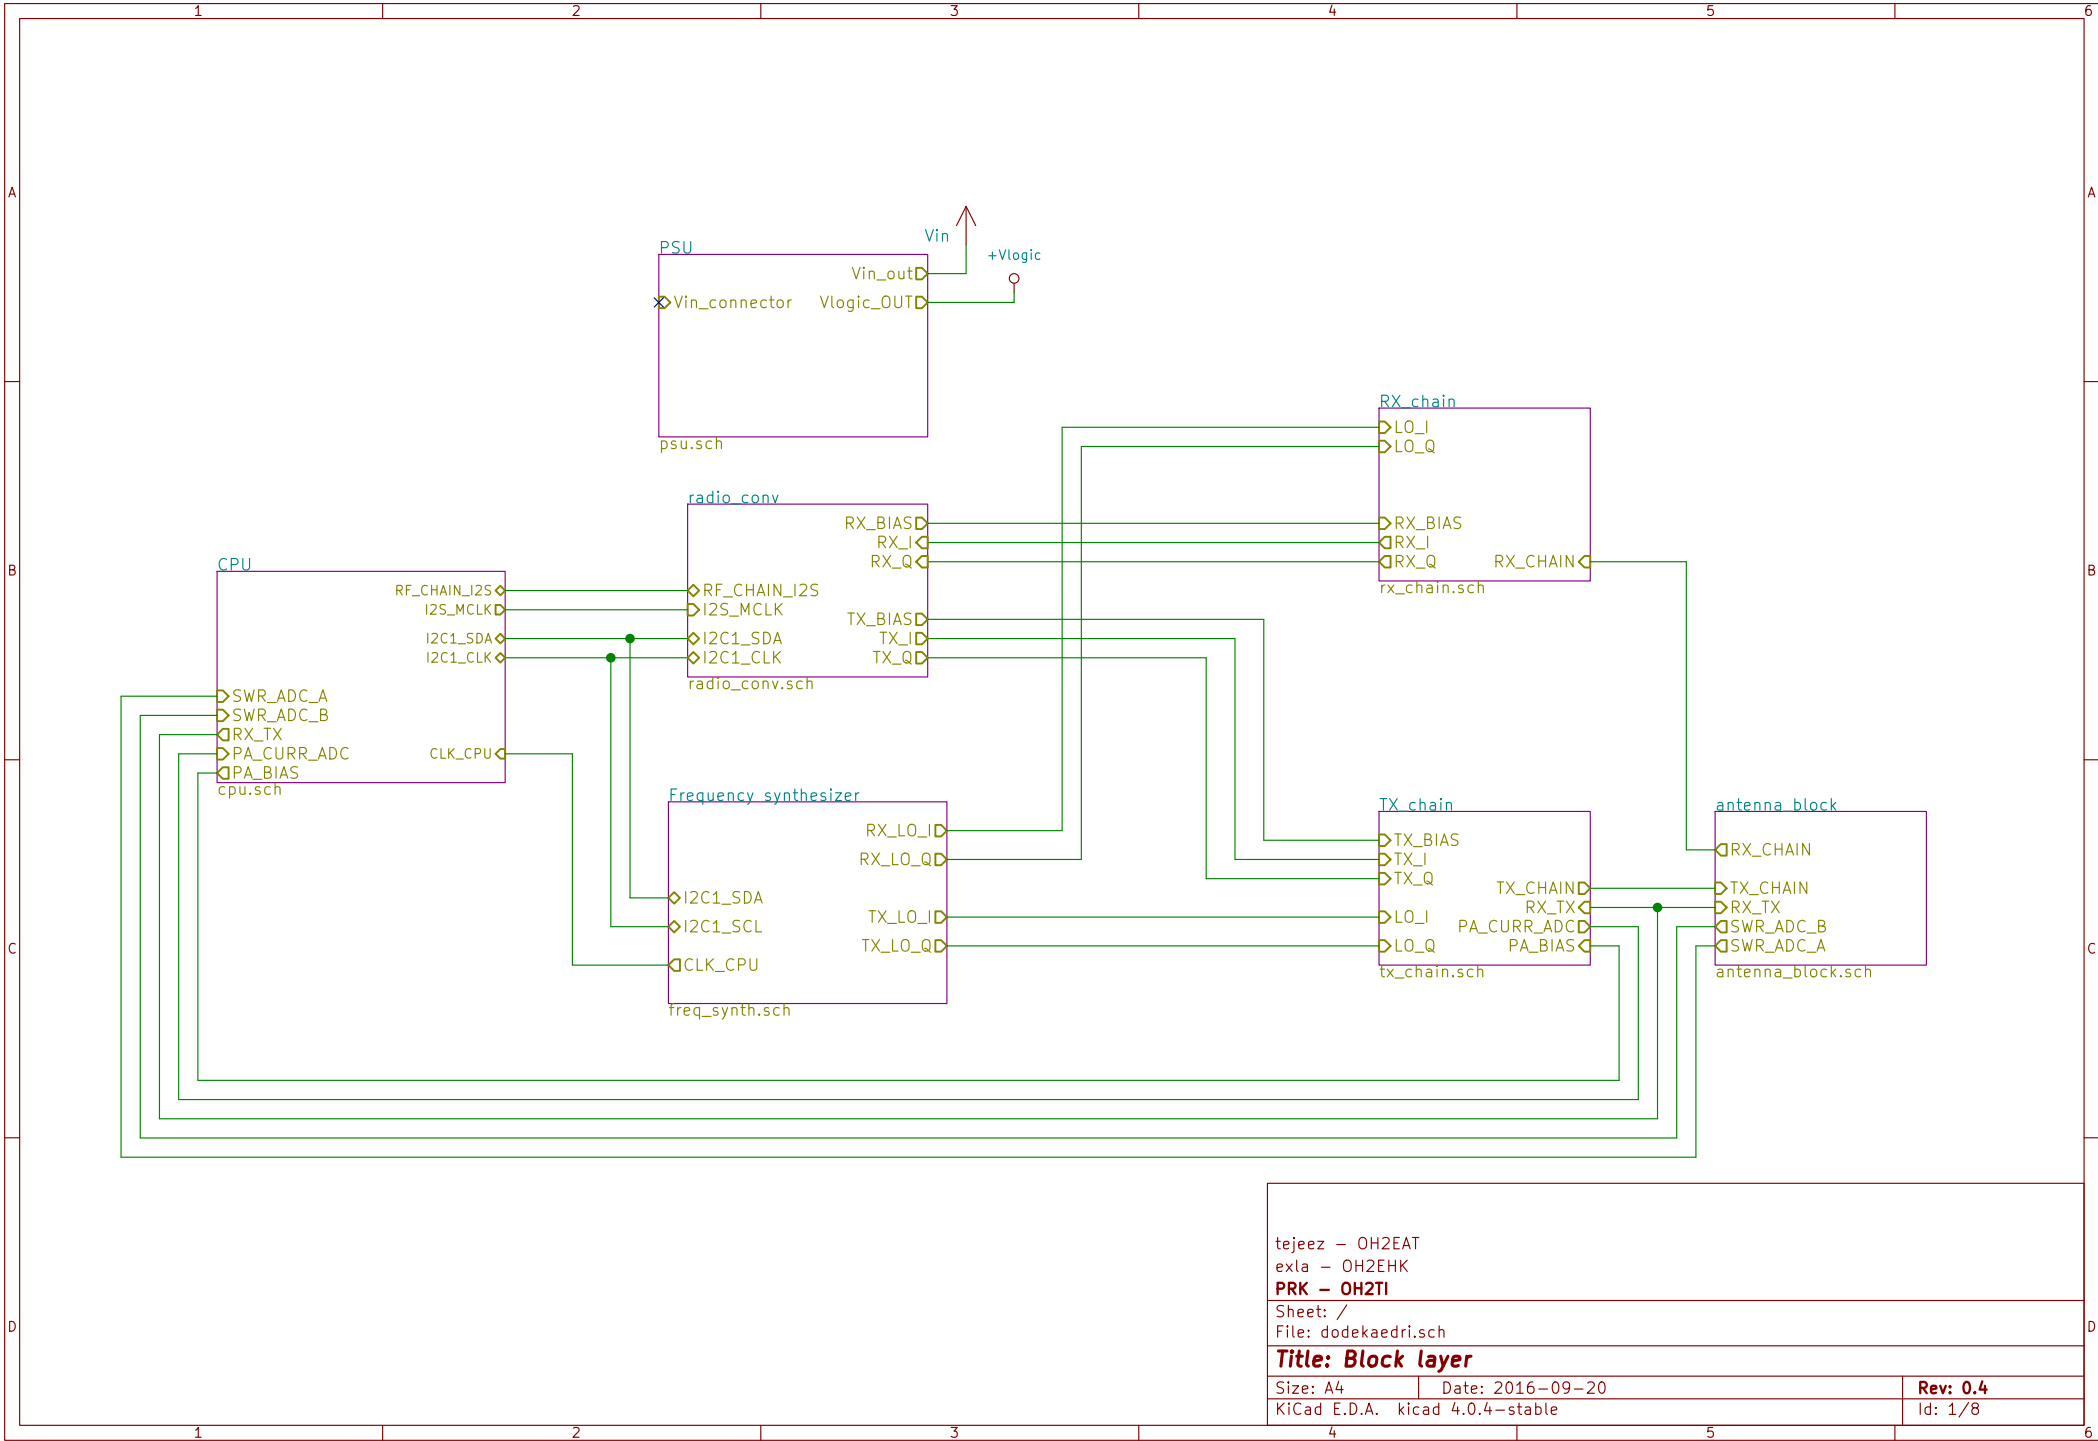 1 2 3 4 5 6
A A
Vin
+Vlogic
PSU
Vin_out
Vin_connector Vlogic_OUT
psu.sch
RX_chain
LO_I
LO_Q
RX_BIAS
RX_I
RX_Q RX_CHAIN
rx_chain.sch
radio_conv
RX_BIAS
RX_I
RX_Q
RF_CHAIN_I2S
I2S_MCLK
TX_BIAS
I2C1_SDA TX_I
I2C1_CLK TX_Q
radio_conv.sch
B B
CPU
RF_CHAIN_I2S
I2S_MCLK
I2C1_SDA
I2C1_CLK
SWR_ADC_A
SWR_ADC_B
RX_TX
PA_CURR_ADC CLK_CPU
PA_BIAS
cpu.sch
Frequency synthesizer
RX_LO_I
RX_LO_Q
I2C1_SDA
TX_LO_I
I2C1_SCL
TX_LO_Q
CLK_CPU
freq_synth.sch
TX_chain
TX_BIAS
TX_I
TX_Q
TX_CHAIN
RX_TX
LO_I
PA_CURR_ADC
LO_Q PA_BIAS
tx_chain.sch
antenna_block
RX_CHAIN
TX_CHAIN
RX_TX
SWR_ADC_B
SWR_ADC_A
antenna_block.sch
C C
tejeez - OH2EAT
exla - OH2EHK
PRK - OH2TI
Sheet: /
File: dodekaedri.sch
D D
Title: Block layer
Size: A4 Date: 2016-09-20 Rev: 0.4
KiCad E.D.A. kicad 4.0.4-stable Id: 1/8
1 2 3 4 5 6